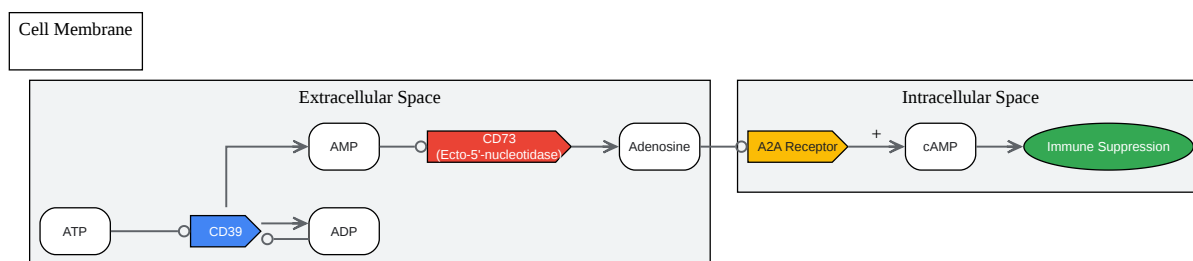 Cell Membrane
Extracellular Space
Intracellular Space
AMP
CD73
(Ecto-5'-nucleotidase)
Adenosine
A2A Receptor
+
cAMP
Immune Suppression
ATP
CD39
ADP